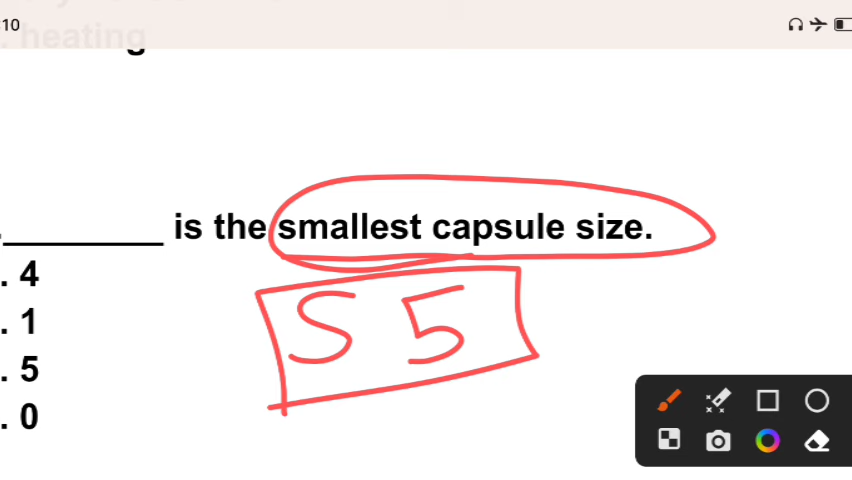 10
. heating
.________ is the smallest capsule size.
. 4
. 1
. 5
. 0
S 5